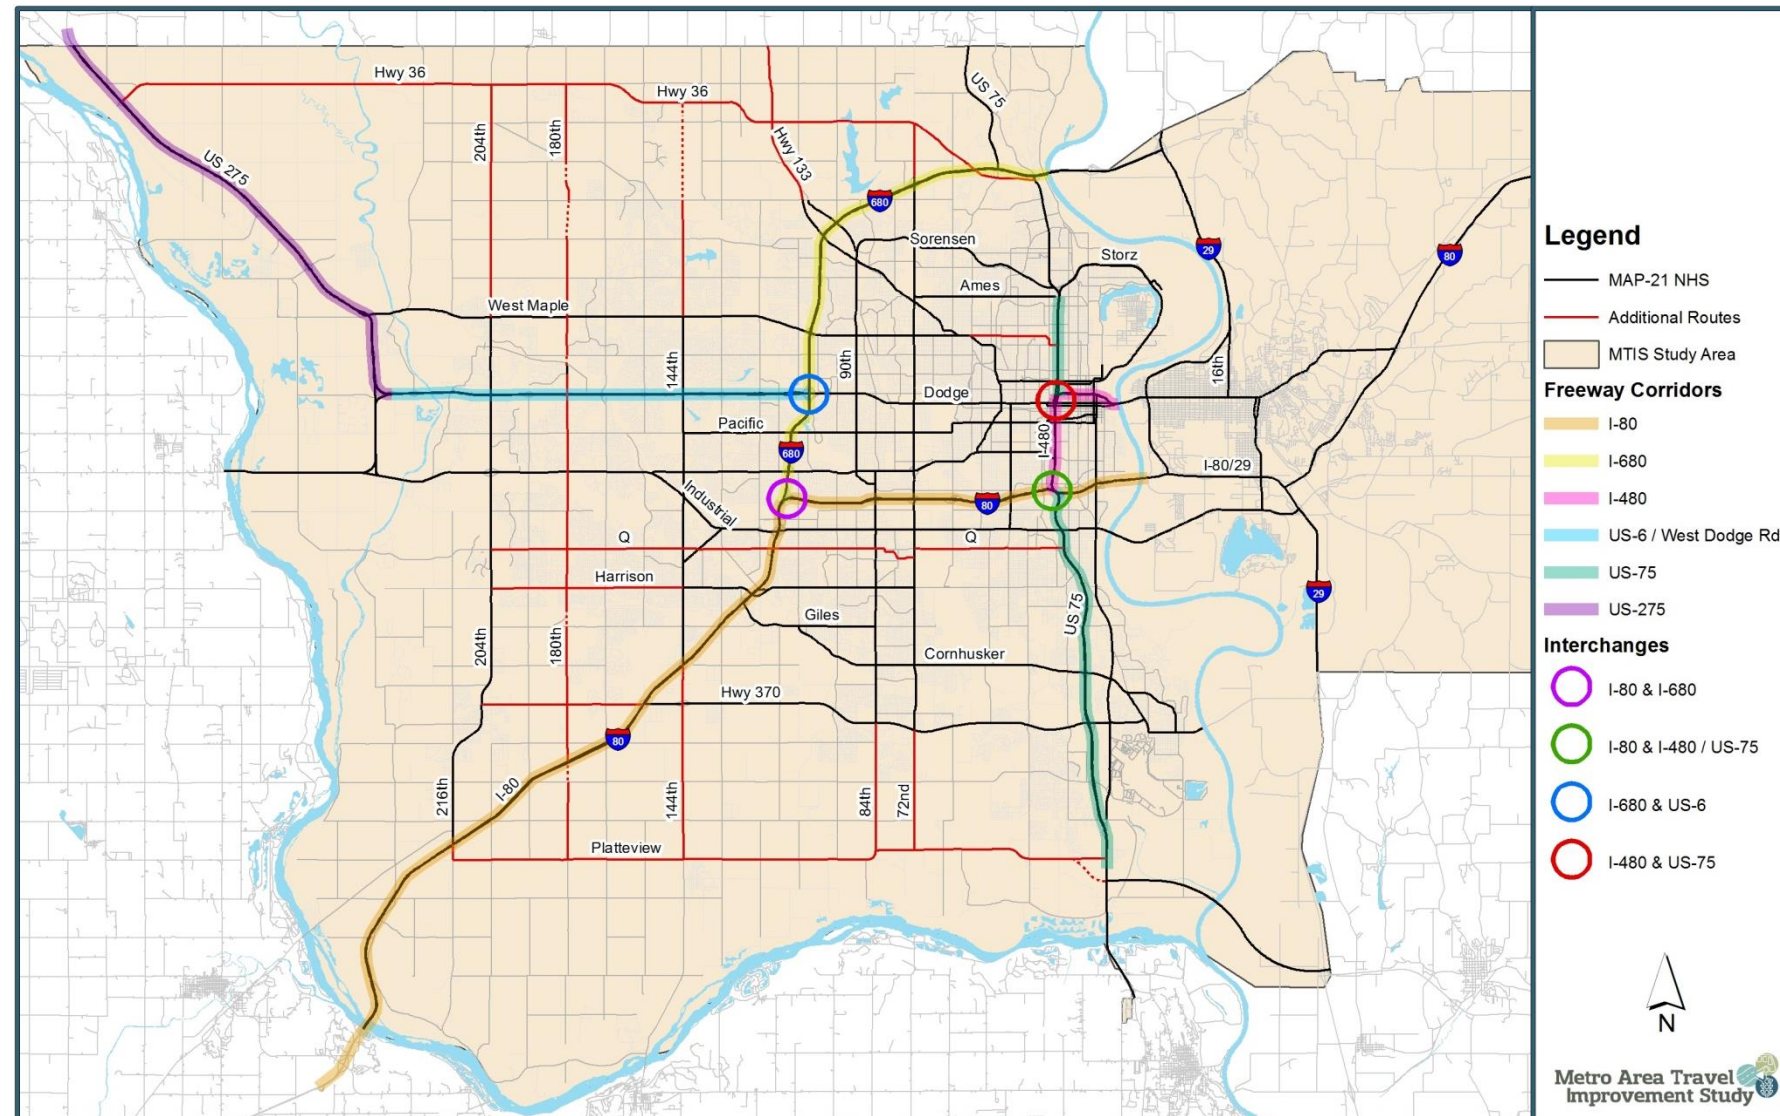 Hwy 36
Hwy 36
US 75
204th
180th
Hwy 133
US 275
680
Sorensen
Storz
29
80
Ames
West Maple
144th
90th
16th
Dodge
Pacific
680
I-480
I-80/29
Industrial
80
Q
Q
Harrison
29
Giles
US 75
204th
180th
Cornhusker
Hwy 370
80
I-80
216th
144th
84th
72nd
Platteview
Legend
MAP-21 NHS
Additional Routes
MTIS Study Area
Freeway Corridors
I-80
I-680
I-480
US-6 / West Dodge Rd
US-75
US-275
Interchanges
I-80 & I-680
I-80 & I-480 / US-75
I-680 & US-6
I-480 & US-75
N
Metro Area Travel
Improvement Study